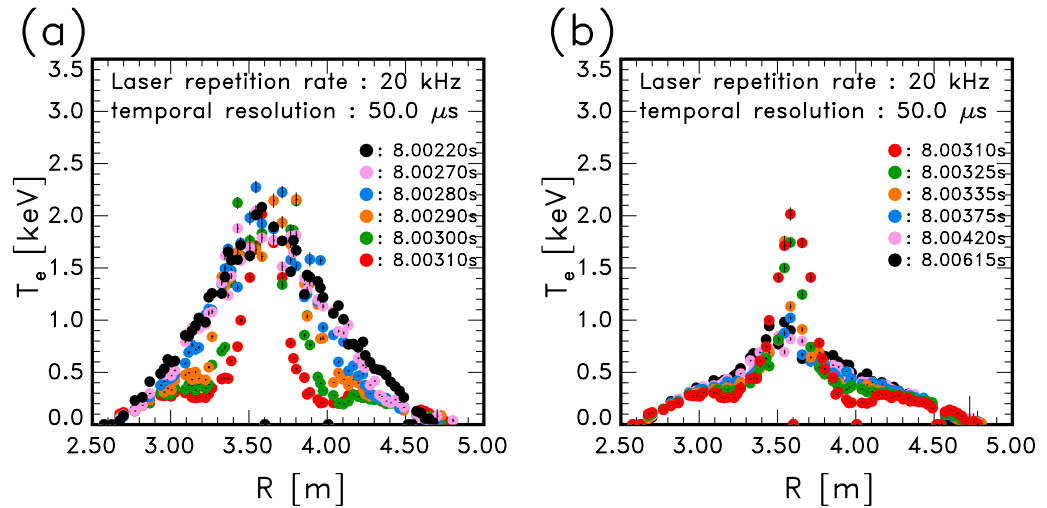 (a)
Laser repetition rate : 20 kHz
temporal resolution : 50.0 μs
: 8.00220s
: 8.00270s
: 8.00280s
: 8.00290s
: 8.00300s
: 8.00310s
Te [keV]
3.5
3.0
2.5
2.0
1.5
1.0
0.5
0.0
2.50 3.00 3.50 4.00 4.50 5.00
R [m]
(b)
Laser repetition rate : 20 kHz
temporal resolution : 50.0 μs
: 8.00310s
: 8.00325s
: 8.00335s
: 8.00375s
: 8.00420s
: 8.00615s
Te [keV]
3.5
3.0
2.5
2.0
1.5
1.0
0.5
0.0
2.50 3.00 3.50 4.00 4.50 5.00
R [m]